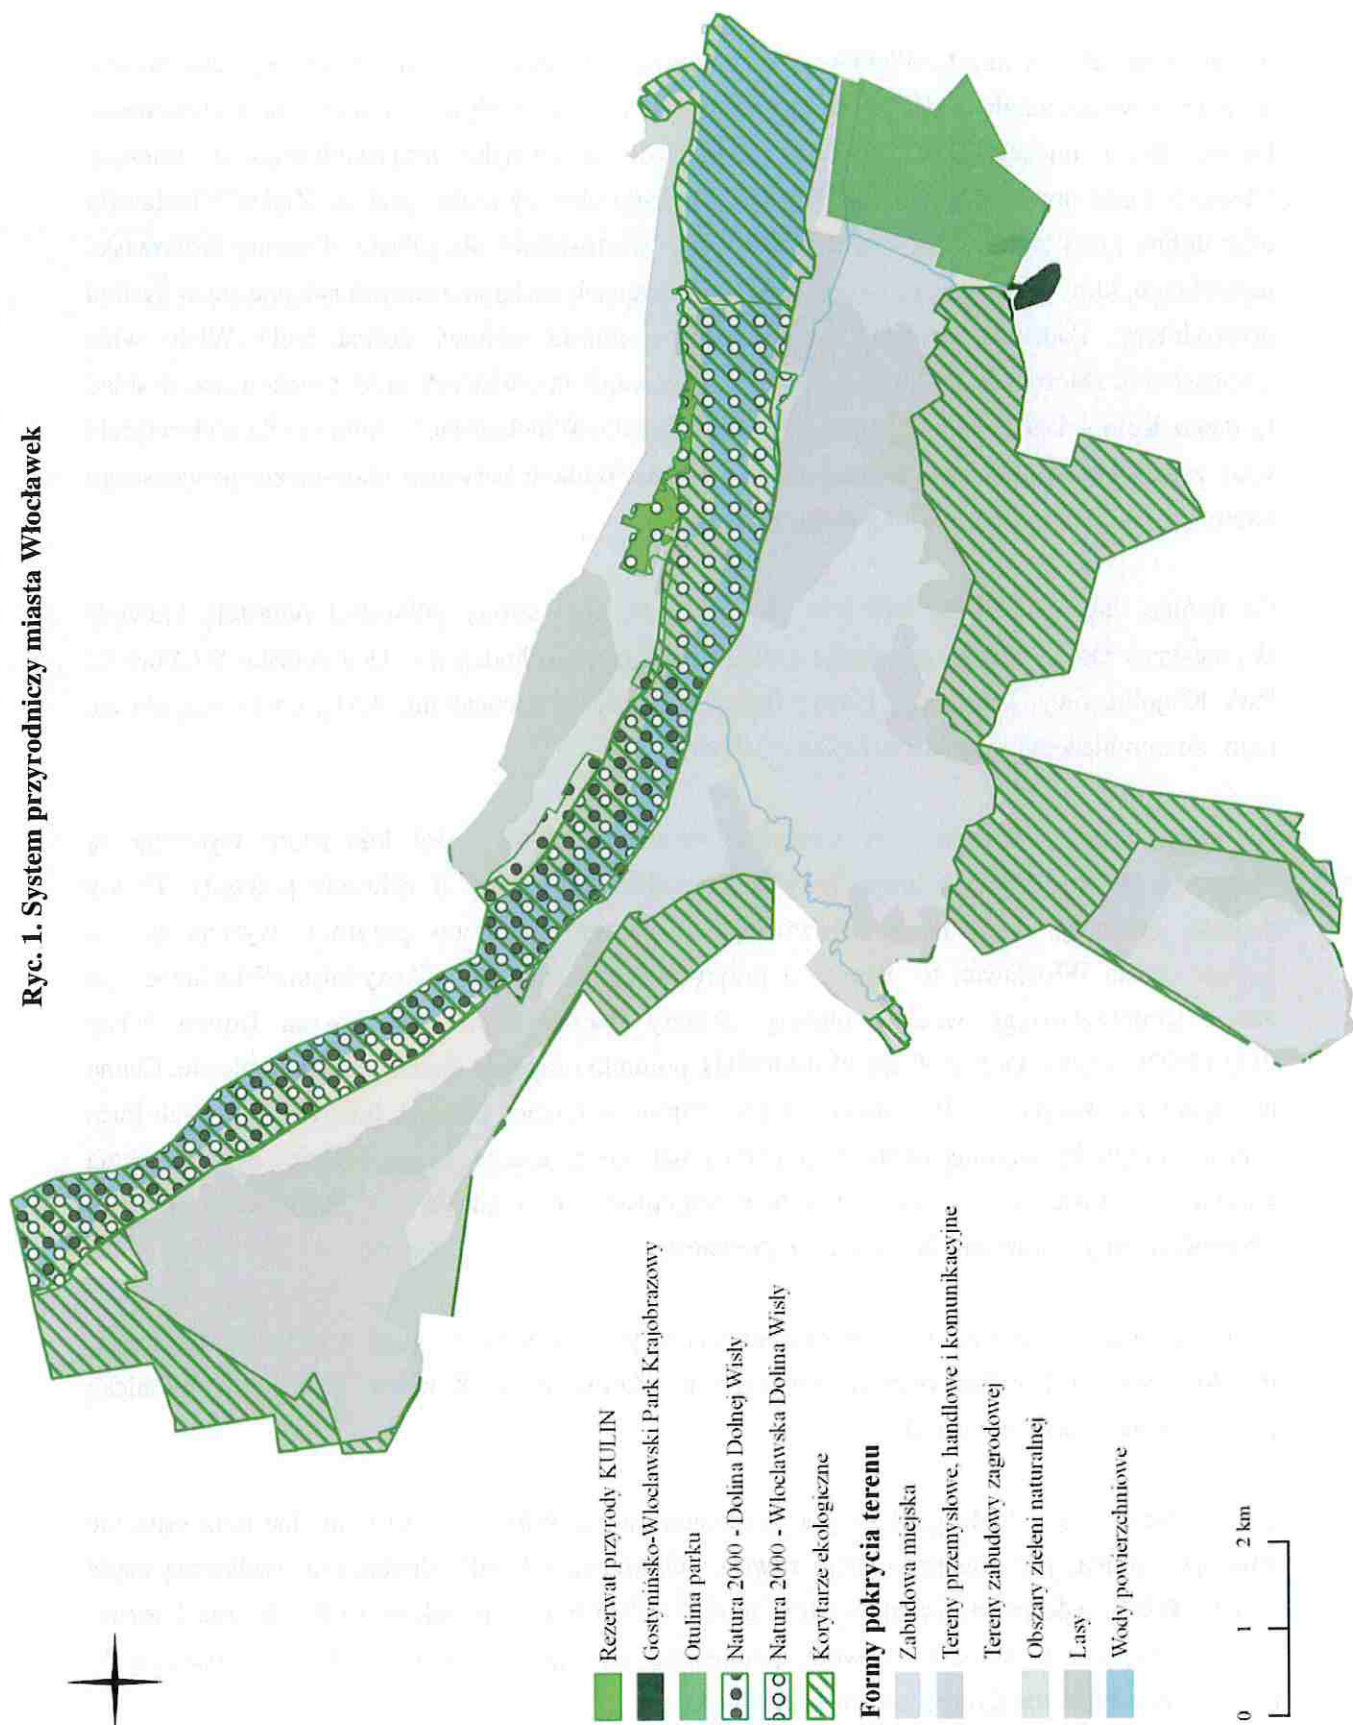 Ryc. 1. System przyrodniczy miasta Włocławek
Rezerwat przyrody KULIN
Gostynińsko-Włocławski Park Krajobrazowy
Otulina parku
Natura 2000 - Dolina Dolnej Wisły
Natura 2000 - Włocławska Dolina Wisły
Korytarze ekologiczne
Formy pokrycia terenu
Zabudowa miejska
Tereny przemysłowe, handlowe i komunikacyjne
Tereny zabudowy zagrodowej
Obszary zieleni naturalnej
Lasy
Wody powierzchniowe
0 1 2 km